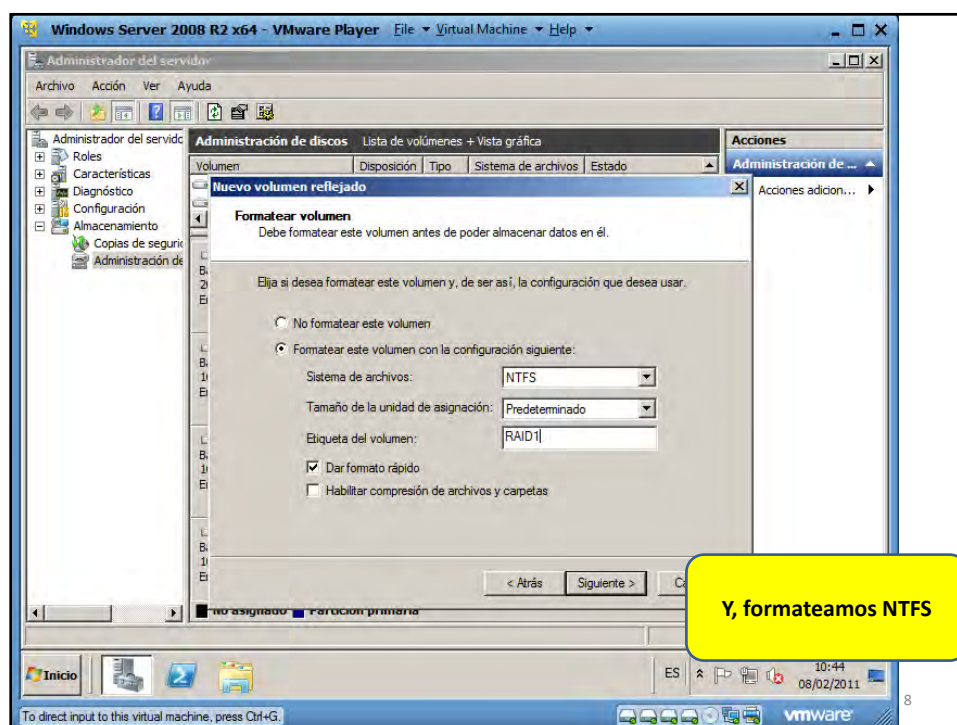 Windows Server 2008 R2 x64 - VMware Player File Virtual Machine Help
Administrador del servidor
Archivo Acción Ver Ayuda
Administrador del servidc
Roles
Características
Diagnóstico
Configuración
Almacenamiento
Copias de segurid
Administración de
Administración de discos Lista de volúmenes + Vista gráfica
Volumen Disposición Tipo Sistema de archivos Estado
Acciones
Administración de ...
Acciones adicion...
Nuevo volumen reflejado
Formatear volumen
Debe formatear este volumen antes de poder almacenar datos en él.
Elija si desea formatear este volumen y, de ser así, la configuración que desea usar.
No formatear este volumen
Formatear este volumen con la configuración siguiente:
Sistema de archivos: NTFS
Tamaño de la unidad de asignación: Predeterminado
Etiqueta del volumen: RAID1
Dar formato rápido
Habilitar compresión de archivos y carpetas
< Atrás Siguiente > Ca
No asignado Partición primaria
Y, formateamos NTFS
Inicio
ES
10:44
08/02/2011
To direct input to this virtual machine, press Ctrl+G.
vmware
8